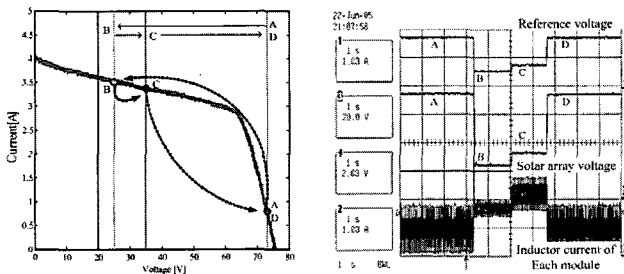 A
B
C
D
4.5
4
3.5
3
2.5
2
1.5
1
0.5
0
0
10
20
30
40
50
60
70
80
Current[A]
Voltage [V]
B
C
A
D
22-Jun-05
21:07:58
Reference voltage
1
1 s
1.03 A
A
B
C
D
1 s
20.0 V
A
D
C
B
4
1 s
2.03 V
Solar array voltage
2
1 s
1.03 A
Inductor current of
Each module
1 s
BWL